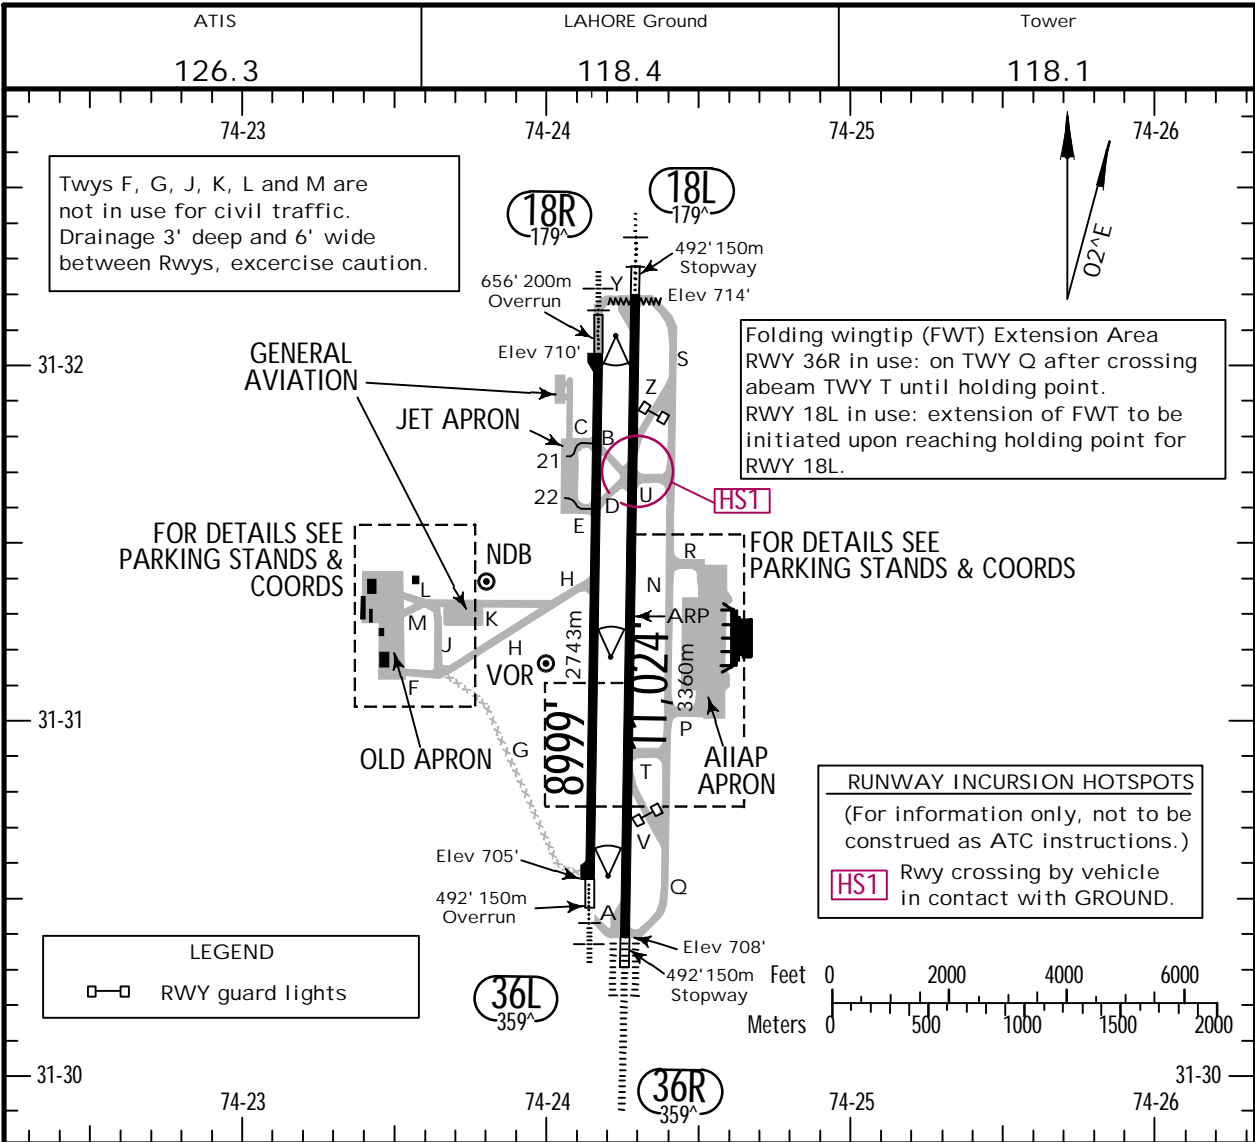 ATIS
126.3
LAHORE Ground
118.4
Tower
118.1
74-23
74-24
74-25
74-26
Twys F, G, J, K, L and M are
not in use for civil traffic.
Drainage 3' deep and 6' wide
between Rwys, excercise caution.
18R
179^
18L
179^
02^E
492' 150m
Stopway
656' 200m
Overrun
Y
Elev 714'
Elev 710'
S
Folding wingtip (FWT) Extension Area
RWY 36R in use: on TWY Q after crossing
abeam TWY T until holding point.
RWY 18L in use: extension of FWT to be
initiated upon reaching holding point for
RWY 18L.
31-32
GENERAL
AVIATION
JET APRON
Z
C
B
21
22
D
U
E
HS1
FOR DETAILS SEE
PARKING STANDS &
COORDS
NDB
FOR DETAILS SEE
PARKING STANDS & COORDS
R
H
N
L
K
M
J
H
F
ARP
VOR
2743m
8999'
11,024'
3360m
P
31-31
G
OLD APRON
T
AIIAP
APRON
V
Q
RUNWAY INCURSION HOTSPOTS
(For information only, not to be
construed as ATC instructions.)
HS1
Rwy crossing by vehicle
in contact with GROUND.
Elev 705'
492' 150m
Overrun
A
Elev 708'
492' 150m
Stopway
LEGEND
RWY guard lights
36L
359^
Feet 0 2000 4000 6000
Meters 0 500 1000 1500 2000
31-30
31-30
36R
359^
74-23
74-24
74-25
74-26